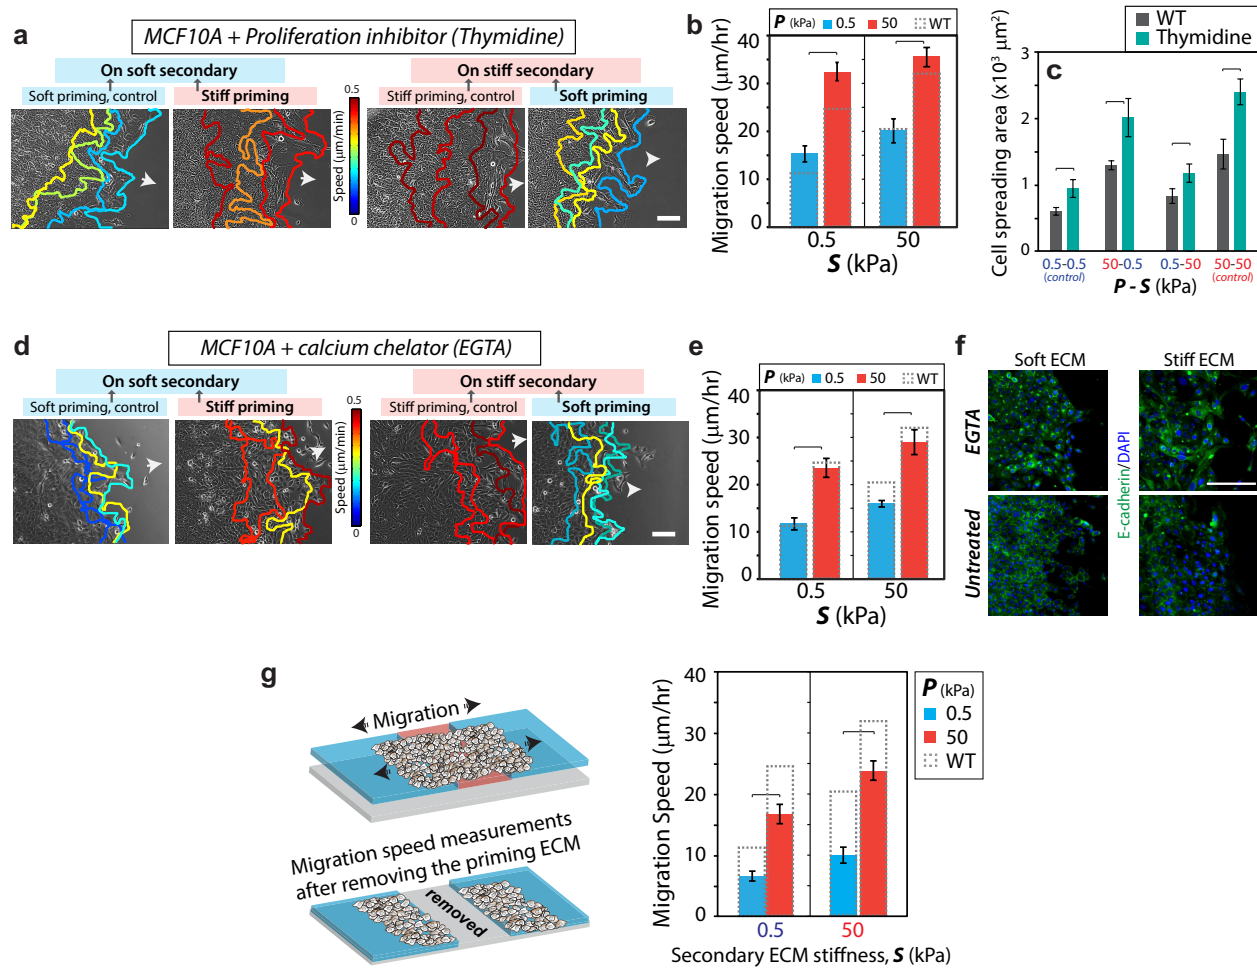 a
MCF10A + Proliferation inhibitor (Thymidine)
On soft secondary
On stiff secondary
Soft priming, control
Stiff priming
Stiff priming, control
Soft priming
0.5
Speed (μm/min)
0
b
P (kPa) 0.5 50 WT
Migration speed (μm/hr)
40
30
20
10
0
0.5
50
S (kPa)
WT
Thymidine
c
Cell spreading area (x10³ μm²)
3
2
1
0
0.5-0.5
(control)
50-0.5
0.5-50
50-50
(control)
P - S (kPa)
d
MCF10A + calcium chelator (EGTA)
On soft secondary
On stiff secondary
Soft priming, control
Stiff priming
Stiff priming, control
Soft priming
0.5
Speed (μm/min)
0
e
P (kPa) 0.5 50 WT
Migration speed (μm/hr)
40
30
20
10
0
0.5
50
S (kPa)
f
Soft ECM
Stiff ECM
EGTA
Untreated
E-cadherin/DAPI
g
Migration
Migration speed measurements
after removing the priming ECM
removed
Migration Speed (μm/hr)
40
30
20
10
0
0.5
50
Secondary ECM stiffness, S (kPa)
P (kPa)
0.5
50
WT